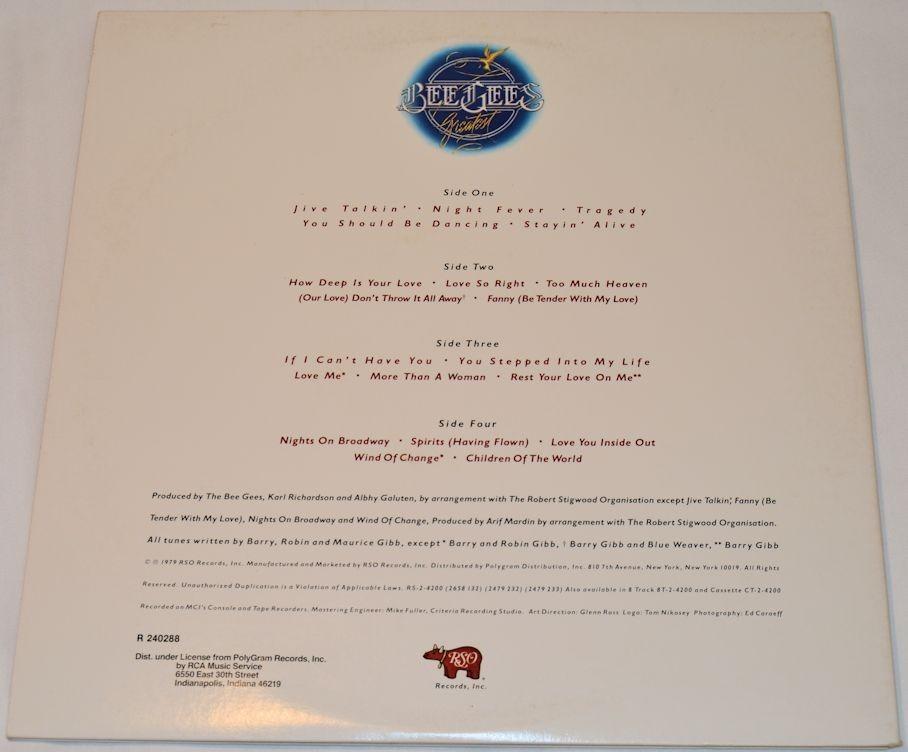 BEE GEES
Greatest
Side One
Jive Talkin' · Night Fever · Tragedy
You Should Be Dancing · Stayin' Alive
Side Two
How Deep Is Your Love · Love So Right · Too Much Heaven
(Our Love) Don't Throw It All Away† · Fanny (Be Tender With My Love)
Side Three
If I Can't Have You · You Stepped Into My Life
Love Me* · More Than A Woman · Rest Your Love On Me**
Side Four
Nights On Broadway · Spirits (Having Flown) · Love You Inside Out
Wind Of Change* · Children Of The World
Produced by The Bee Gees, Karl Richardson and Albhy Galuten, by arrangement with The Robert Stigwood Organisation except Jive Talkin', Fanny (Be
Tender With My Love), Nights On Broadway and Wind Of Change, Produced by Arif Mardin by arrangement with The Robert Stigwood Organisation.
All tunes written by Barry, Robin and Maurice Gibb, except * Barry and Robin Gibb, † Barry Gibb and Blue Weaver, ** Barry Gibb
© ℗ 1979 RSO Records, Inc. Manufactured and Marketed by RSO Records, Inc. Distributed by Polygram Distribution, Inc. 810 7th Avenue, New York, New York 10019. All Rights
Reserved. Unauthorized Duplication is a Violation of Applicable Laws. RS-2-4200 (2658 132) (2479 232) (2479 233) Also available in 8 Track 8T-2-4200 and Cassette CT-2-4200
Recorded on MCI's Console and Tape Recorders. Mastering Engineer: Mike Fuller, Criteria Recording Studio. Art Direction: Glenn Ross Logo: Tom Nikosey Photography: Ed Caraeff
R 240288
Dist. under License from PolyGram Records, Inc.
by RCA Music Service
6550 East 30th Street
Indianapolis, Indiana 46219
RSO
Records, Inc.